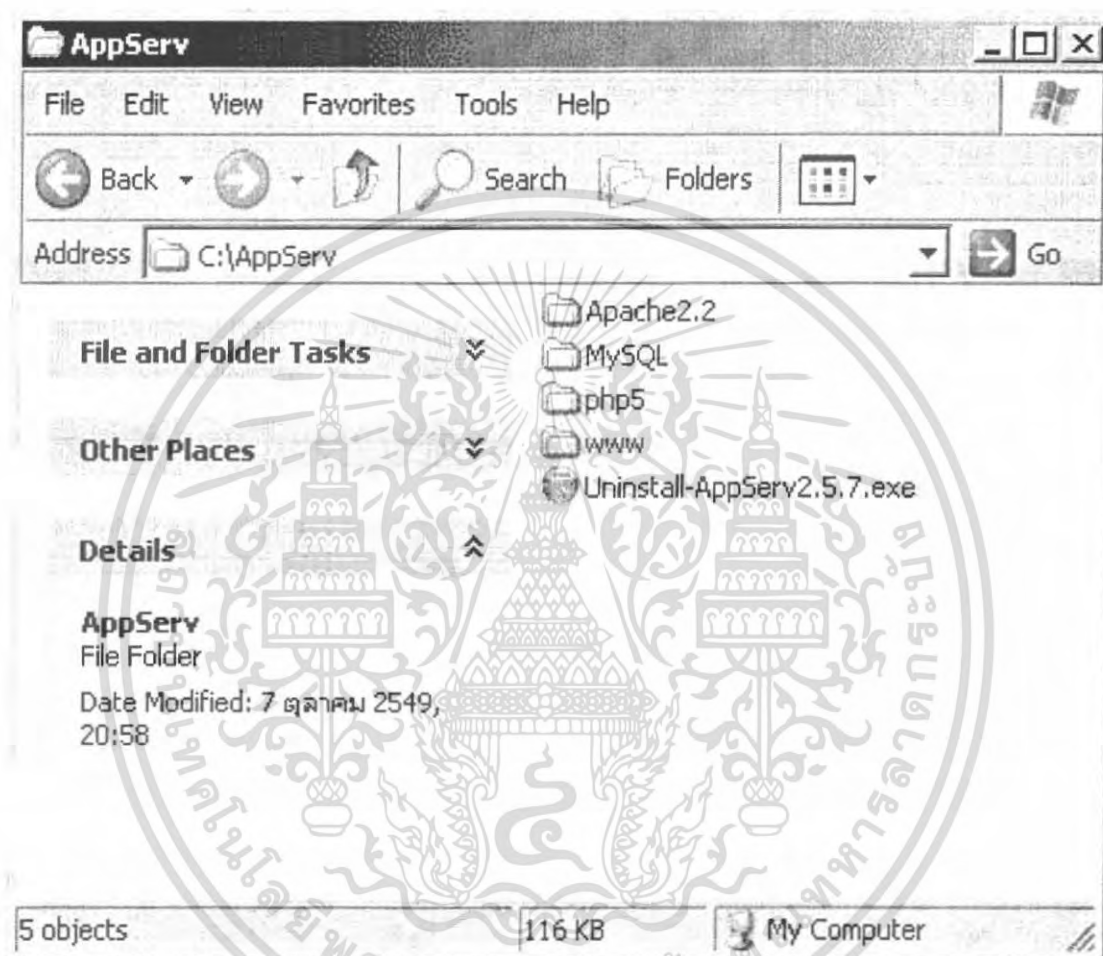 AppServ
File Edit View Favorites Tools Help
Back Search Folders
Address C:\AppServ Go
File and Folder Tasks
Other Places
Details
AppServ
File Folder
Date Modified: 7 ตุลาคม 2549,
20:58
Apache2.2
MySQL
php5
www
Uninstall-AppServ2.5.7.exe
5 objects 116 KB My Computer